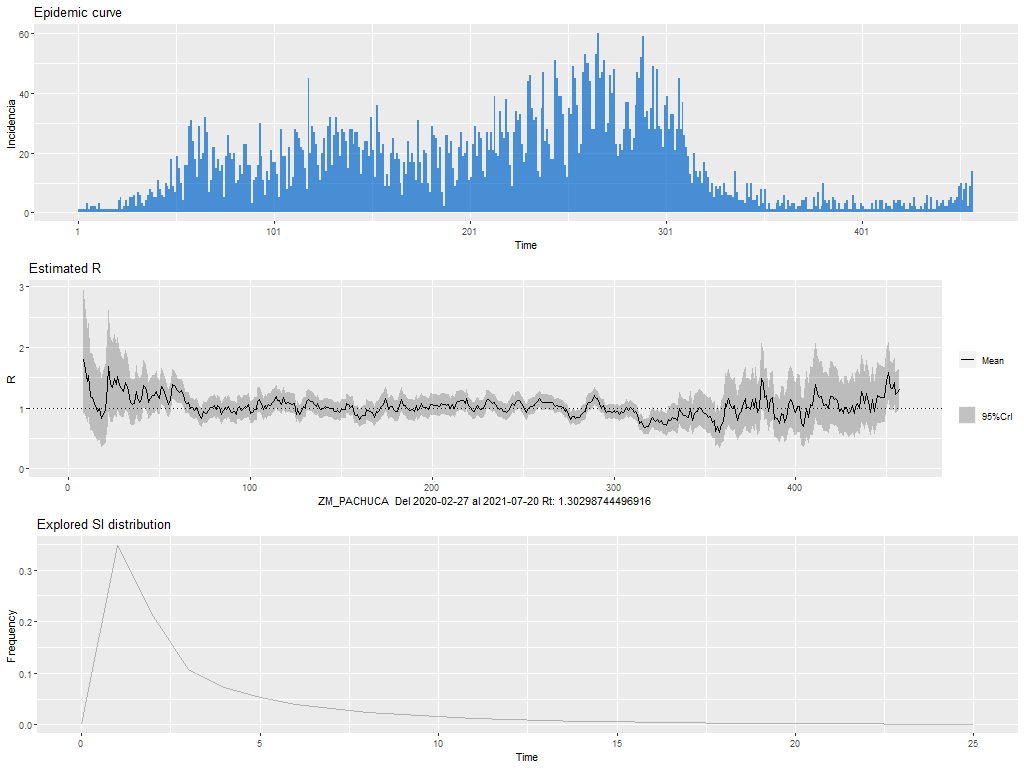 Epidemic curve
60
40
20
0
Incidencia
1
101
201
301
401
Time
Estimated R
3
2
1
0
R
0
100
200
300
400
ZM_PACHUCA Del 2020-02-27 al 2021-07-20 Rt: 1.30298744496916
Mean
95%CrI
Explored SI distribution
0.3
0.2
0.1
0.0
Frequency
0
5
10
15
20
25
Time